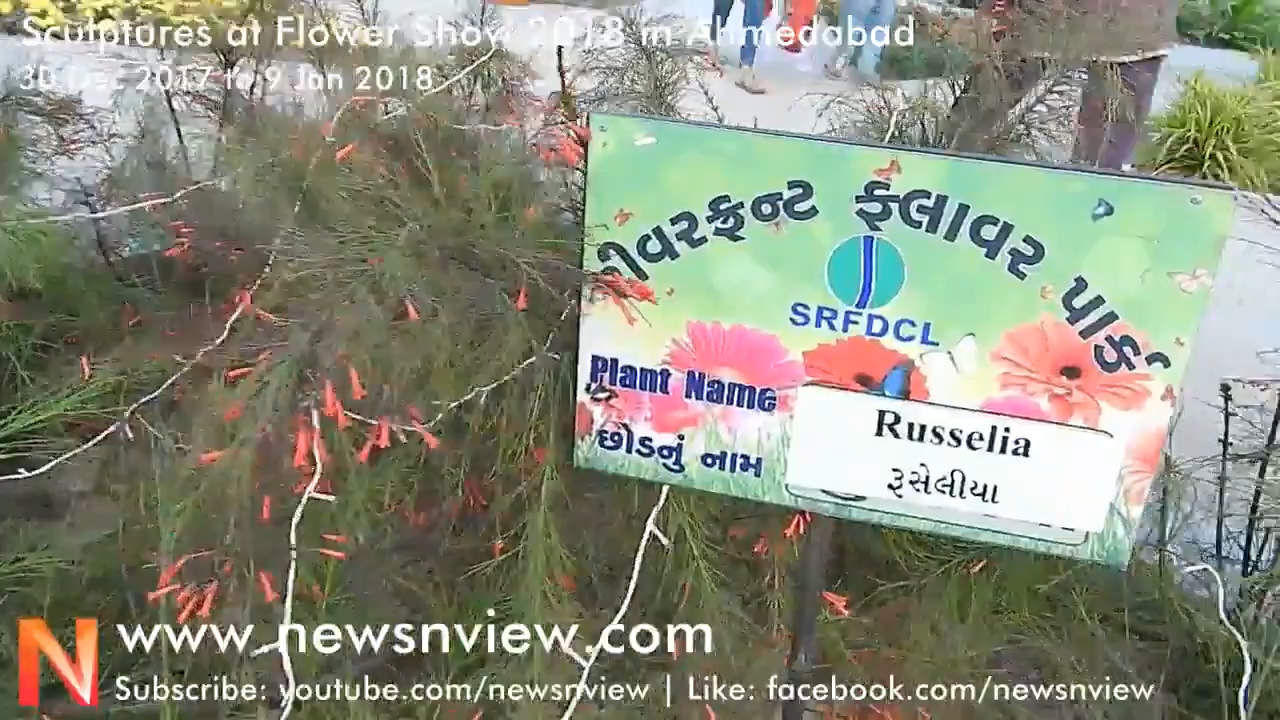 Sculptures at Flower Show 2018 in Ahmedabad
30 Dec 2017 to 9 Jan 2018
રીવરફ્રન્ટ ફ્લાવર પાર્ક
SRFDCL
Plant Name
છોડનું નામ
Russelia
રૂસેલીયા
www.newsnview.com
Subscribe: youtube.com/newsnview | Like: facebook.com/newsnview